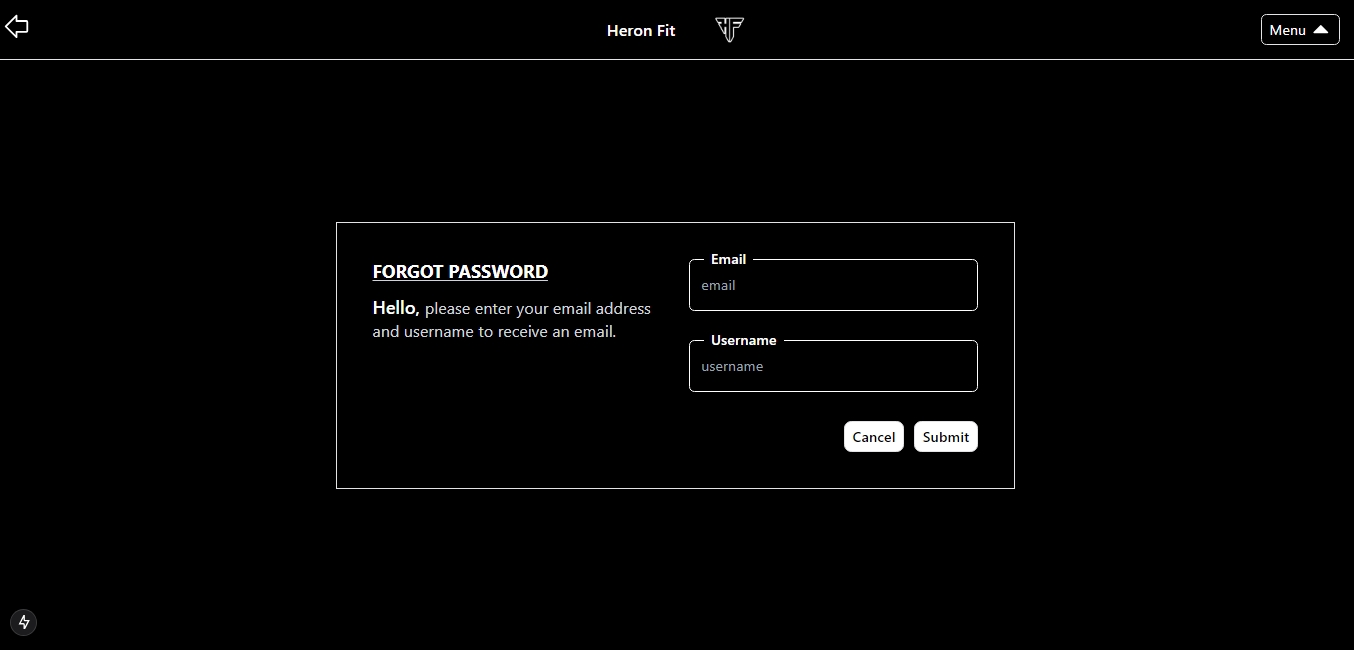 Heron Fit
Menu
FORGOT PASSWORD
Hello, please enter your email address
and username to receive an email.
Email
email
Username
username
Cancel
Submit